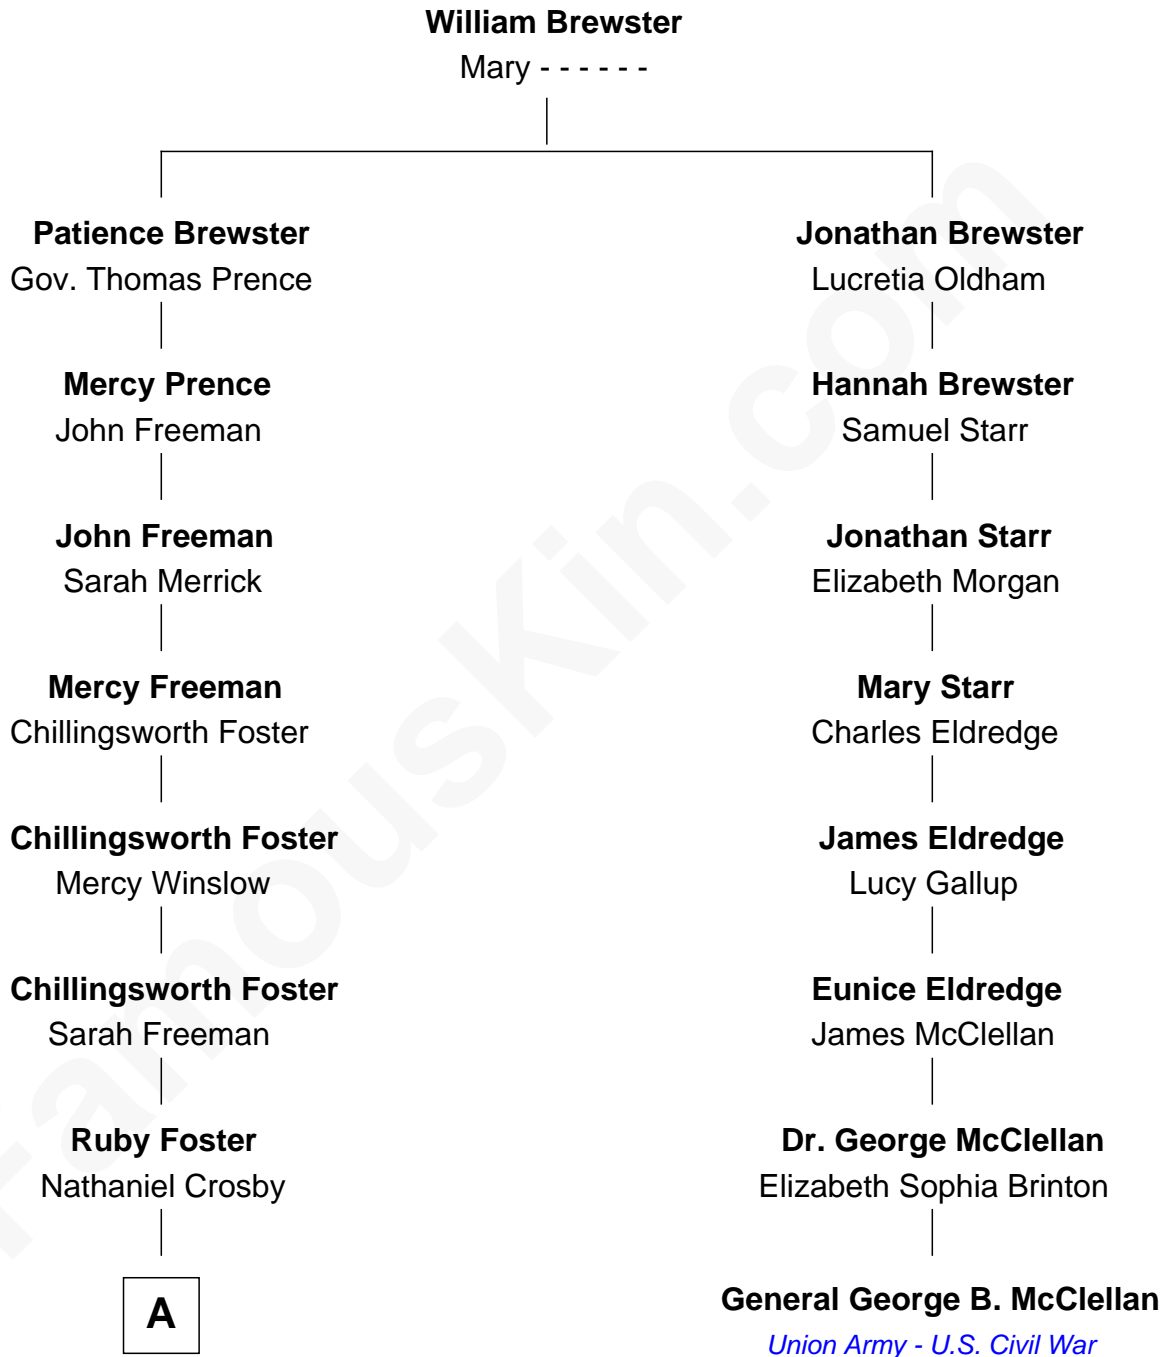 William Brewster
Mary - - - - - -
Patience Brewster
Gov. Thomas Prence
Jonathan Brewster
Lucretia Oldham
Mercy Prence
John Freeman
Hannah Brewster
Samuel Starr
John Freeman
Sarah Merrick
Jonathan Starr
Elizabeth Morgan
Mercy Freeman
Chillingsworth Foster
Mary Starr
Charles Eldredge
Chillingsworth Foster
Mercy Winslow
James Eldredge
Lucy Gallup
Chillingsworth Foster
Sarah Freeman
Eunice Eldredge
James McClellan
Ruby Foster
Nathaniel Crosby
Dr. George McClellan
Elizabeth Sophia Brinton
A
General George B. McClellan
Union Army - U.S. Civil War
FamousKin.com